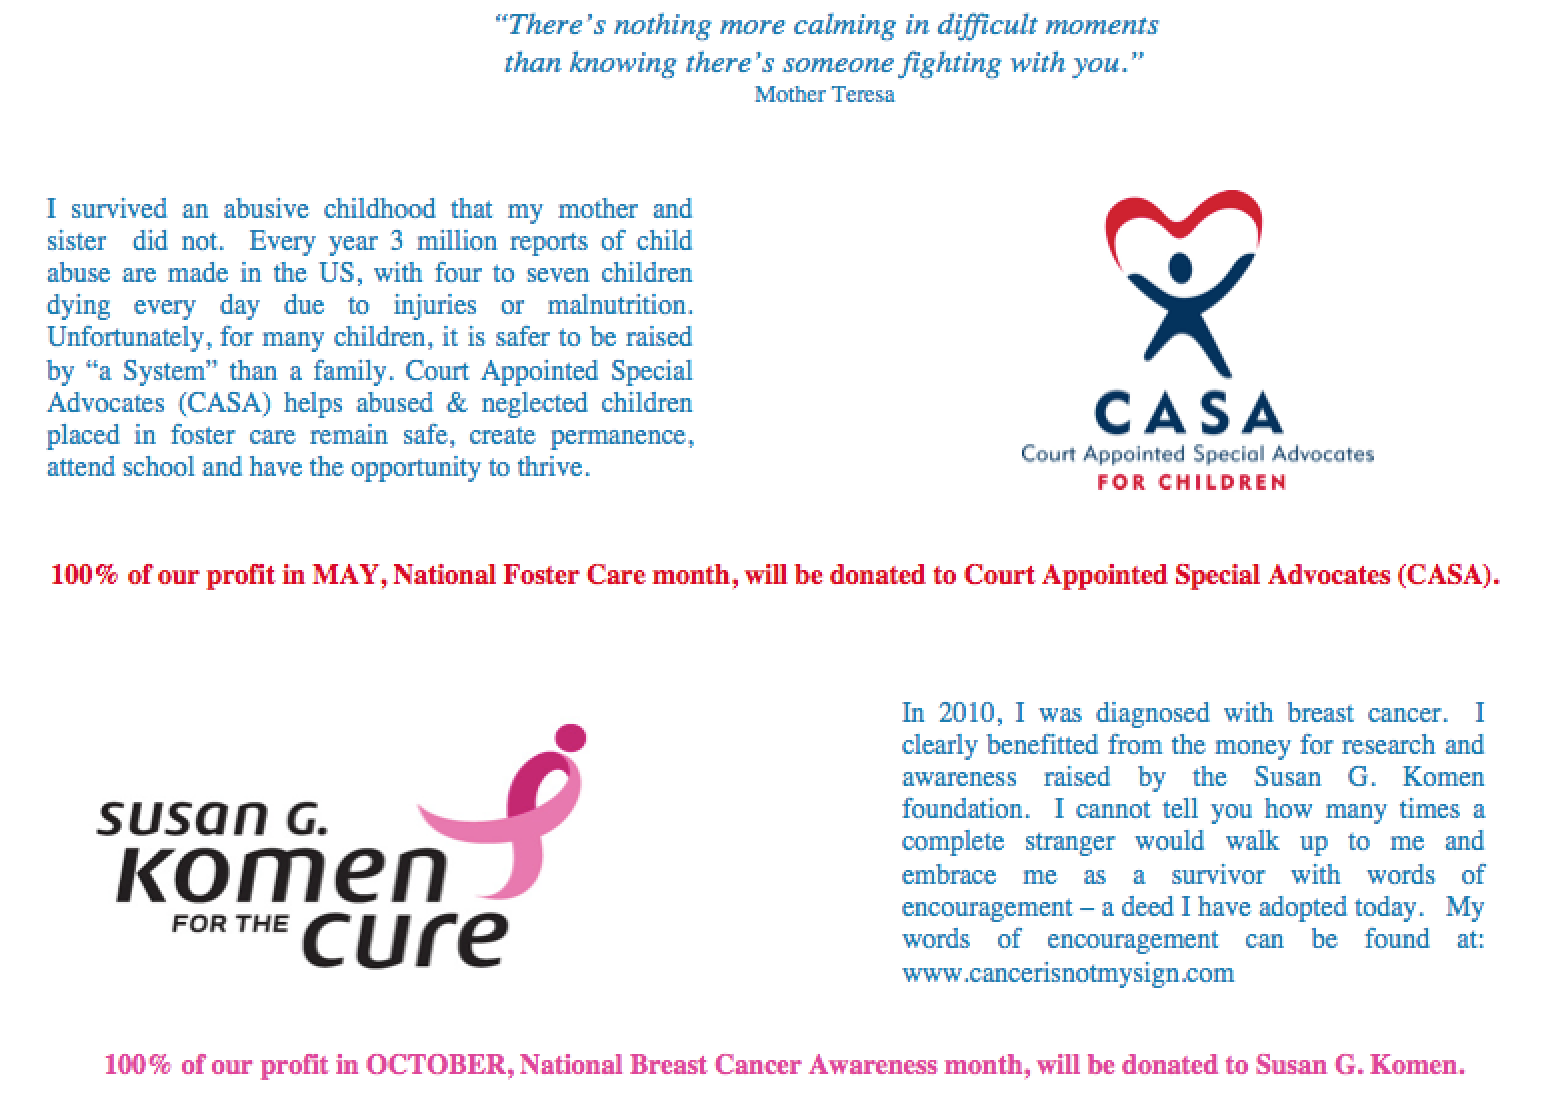 “There’s nothing more calming in difficult moments
than knowing there’s someone fighting with you.”
Mother Teresa
I survived an abusive childhood that my mother and
sister did not. Every year 3 million reports of child
abuse are made in the US, with four to seven children
dying every day due to injuries or malnutrition.
Unfortunately, for many children, it is safer to be raised
by “a System” than a family. Court Appointed Special
Advocates (CASA) helps abused & neglected children
placed in foster care remain safe, create permanence,
attend school and have the opportunity to thrive.
CASA
Court Appointed Special Advocates
FOR CHILDREN
100% of our profit in MAY, National Foster Care month, will be donated to Court Appointed Special Advocates (CASA).
susan G.
komen
FOR THE cure
In 2010, I was diagnosed with breast cancer. I
clearly benefitted from the money for research and
awareness raised by the Susan G. Komen
foundation. I cannot tell you how many times a
complete stranger would walk up to me and
embrace me as a survivor with words of
encouragement – a deed I have adopted today. My
words of encouragement can be found at:
www.cancerisnotmysign.com
100% of our profit in OCTOBER, National Breast Cancer Awareness month, will be donated to Susan G. Komen.